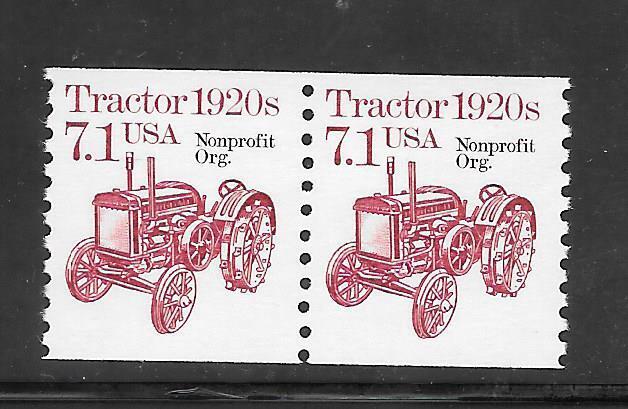 Tractor 1920s
7.1 USA Nonprofit
Org.
Tractor 1920s
7.1 USA Nonprofit
Org.